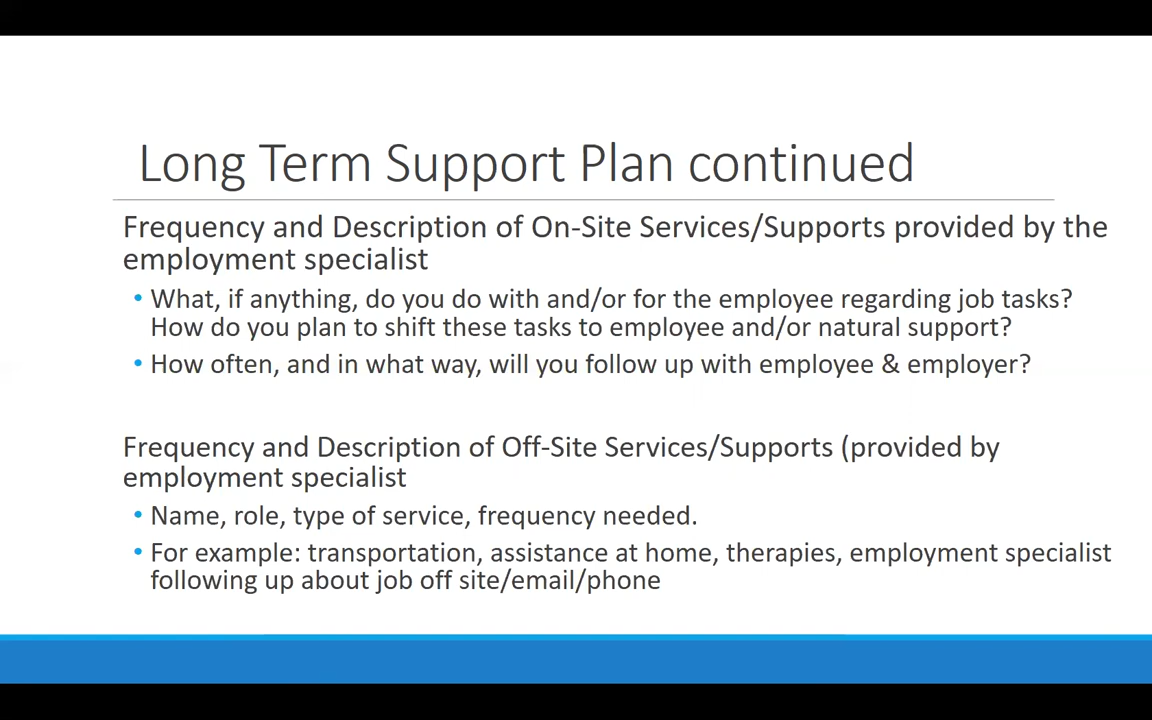 Long Term Support Plan continued
Frequency and Description of On-Site Services/Supports provided by the
employment specialist
• What, if anything, do you do with and/or for the employee regarding job tasks?
How do you plan to shift these tasks to employee and/or natural support?
• How often, and in what way, will you follow up with employee & employer?
Frequency and Description of Off-Site Services/Supports (provided by
employment specialist
• Name, role, type of service, frequency needed.
• For example: transportation, assistance at home, therapies, employment specialist
following up about job off site/email/phone